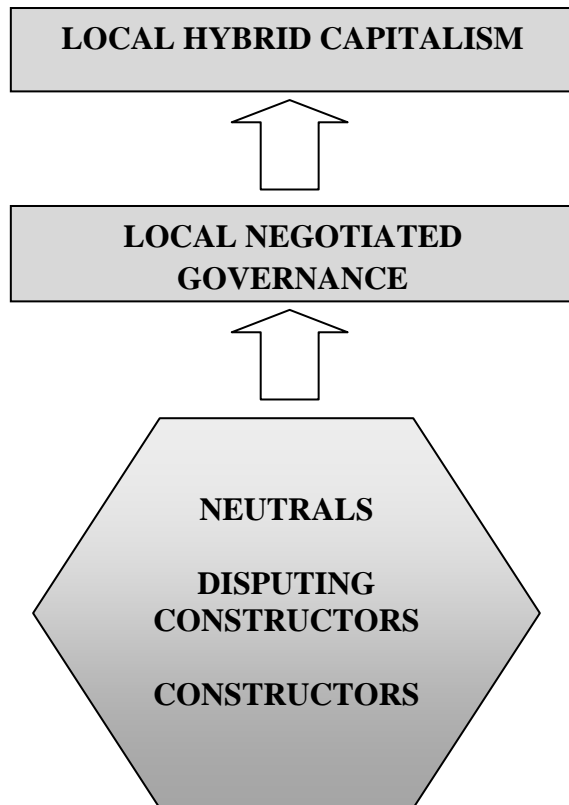 LOCAL HYBRID CAPITALISM
LOCAL NEGOTIATED
GOVERNANCE
NEUTRALS
DISPUTING
CONSTRUCTORS
CONSTRUCTORS